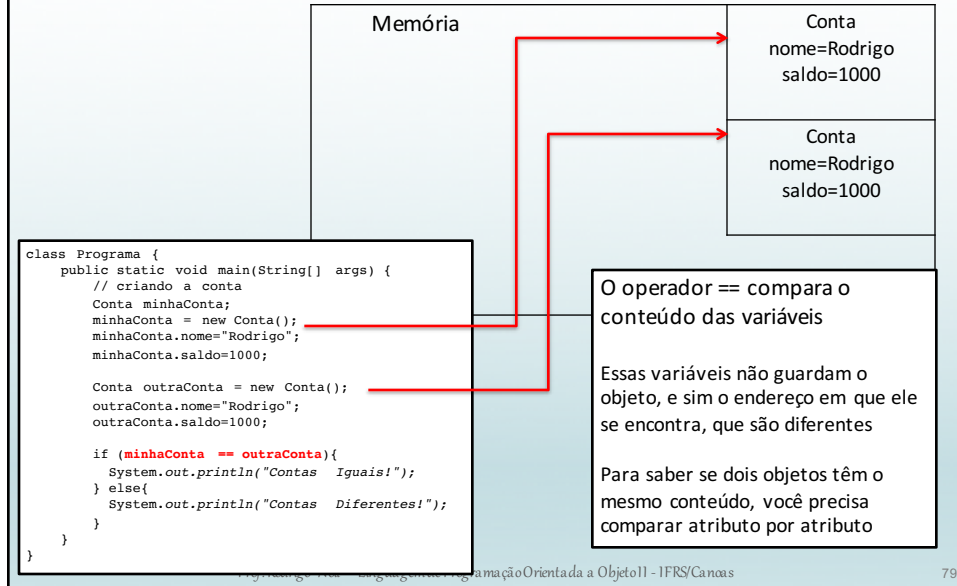 Memória
Conta
nome=Rodrigo
saldo=1000
Conta
nome=Rodrigo
saldo=1000
class Programa {
public static void main(String[] args) {
// criando a conta
Conta minhaConta;
minhaConta = new Conta();
minhaConta.nome="Rodrigo";
minhaConta.saldo=1000;
Conta outraConta = new Conta();
outraConta.nome="Rodrigo";
outraConta.saldo=1000;
if (minhaConta == outraConta){
System.out.println("Contas Iguais!");
} else{
System.out.println("Contas Diferentes!");
}
}
}
O operador == compara o
conteúdo das variáveis
Essas variáveis não guardam o
objeto, e sim o endereço em que ele
se encontra, que são diferentes
Para saber se dois objetos têm o
mesmo conteúdo, você precisa
comparar atributo por atributo
Orientada a Objeto II - IFRS/Canoas
79